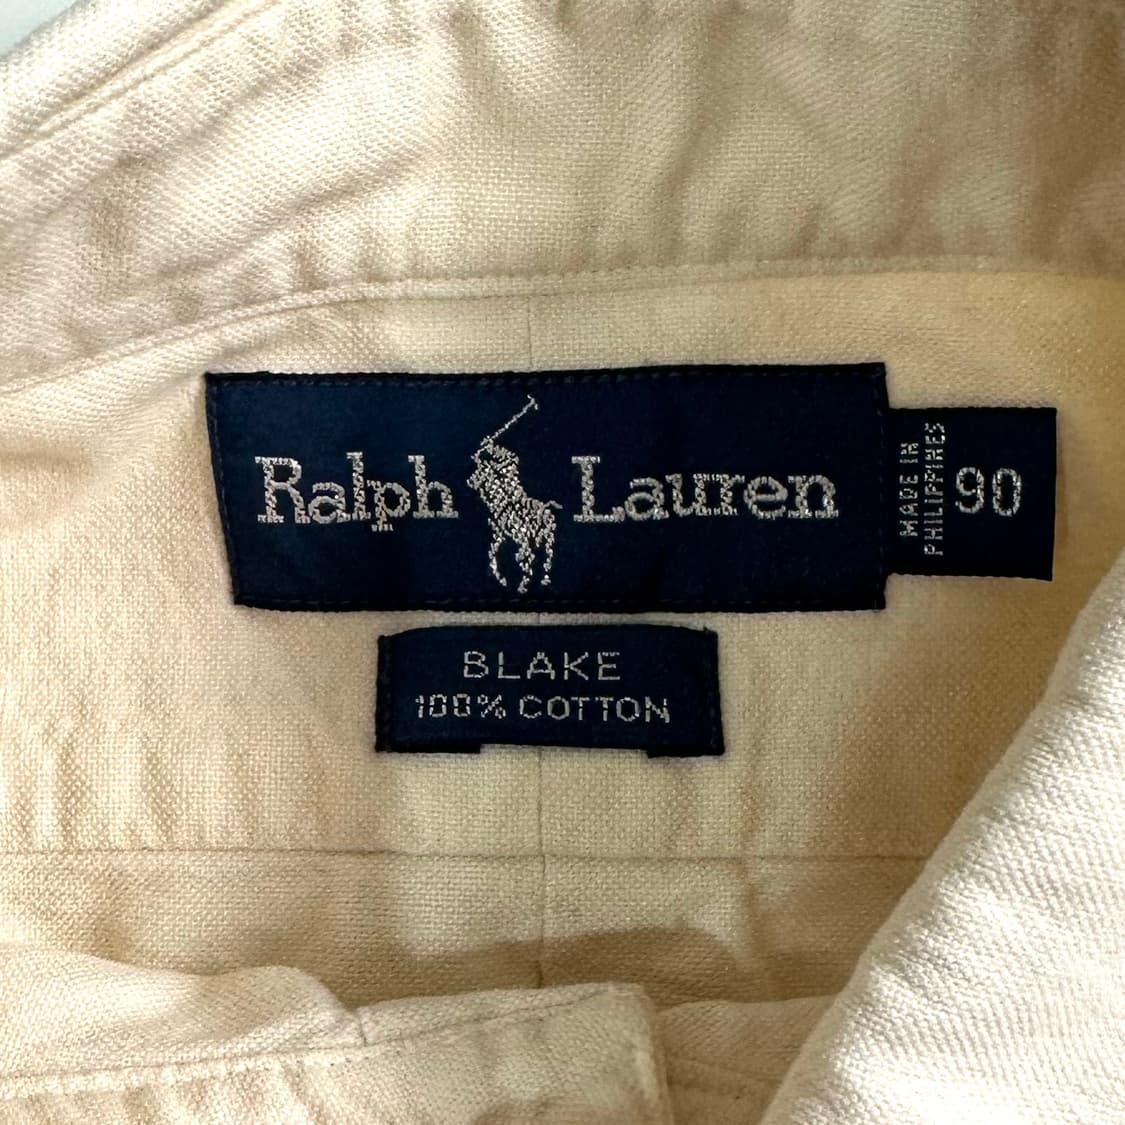 Ralph Lauren
MADE IN
PHILIPPINES
90
BLAKE
100% COTTON